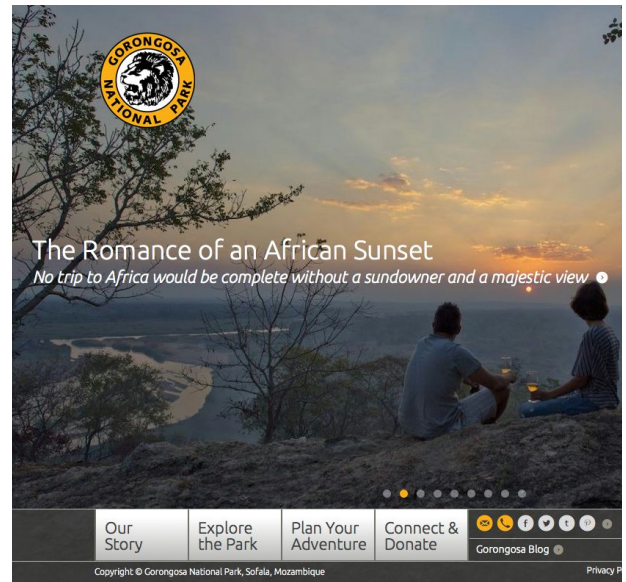 GORONGOSA
NATIONAL PARK
The Romance of an African Sunset
No trip to Africa would be complete without a sundowner and a majestic view
Our
Story
Explore
the Park
Plan Your
Adventure
Connect &
Donate
Gorongosa Blog
Copyright © Gorongosa National Park, Sofala, Mozambique
Privacy P